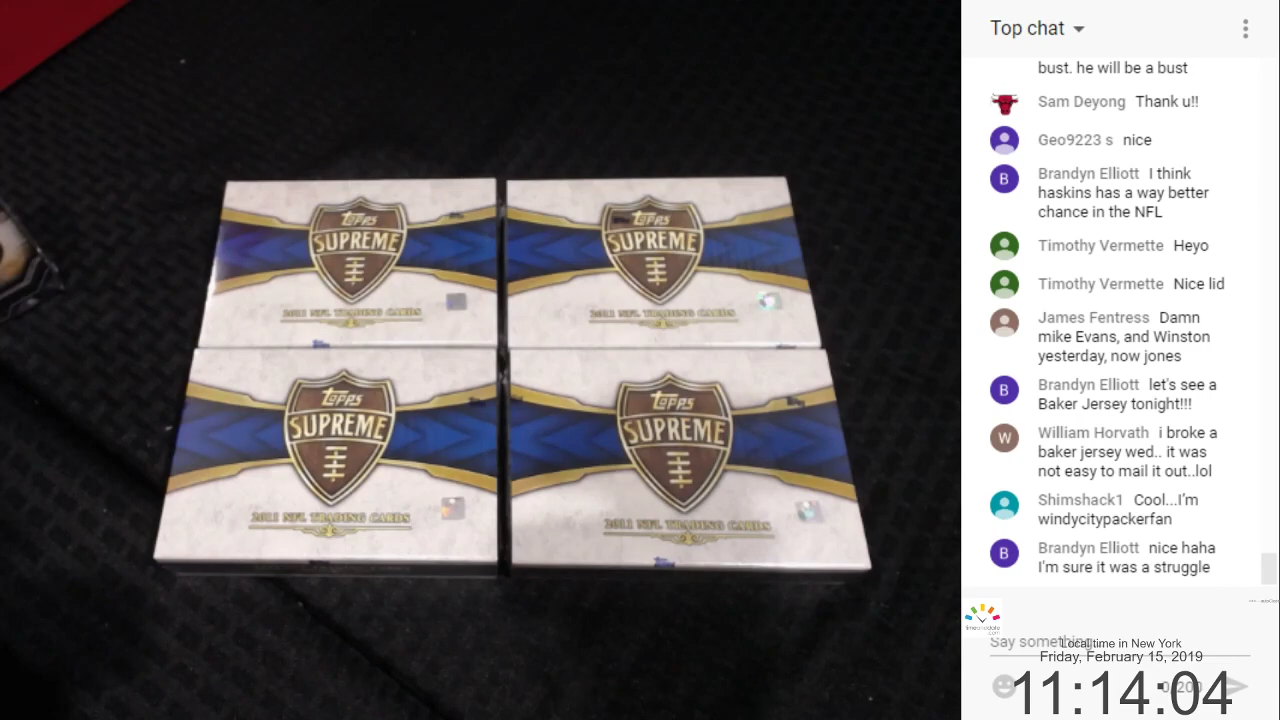 TOPPS
SUPREME
2011 NFL TRADING CARDS
TOPPS
SUPREME
2011 NFL TRADING CARDS
TOPPS
SUPREME
2011 NFL TRADING CARDS
TOPPS
SUPREME
2011 NFL TRADING CARDS
Top chat
bust. he will be a bust
Sam Deyong Thank u!!
Geo9223 s nice
B
Brandyn Elliott I think
haskins has a way better
chance in the NFL
Timothy Vermette Heyo
Timothy Vermette Nice lid
James Fentress Damn
mike Evans, and Winston
yesterday, now jones
B
Brandyn Elliott let's see a
Baker Jersey tonight!!!
W
William Horvath i broke a
baker jersey wed.. it was
not easy to mail it out..lol
Shimshack1 Cool...I'm
windycitypackerfan
B
Brandyn Elliott nice haha
I'm sure it was a struggle
Say something...
Local time in New York
Friday, February 15, 2019
0/200
11:14:04